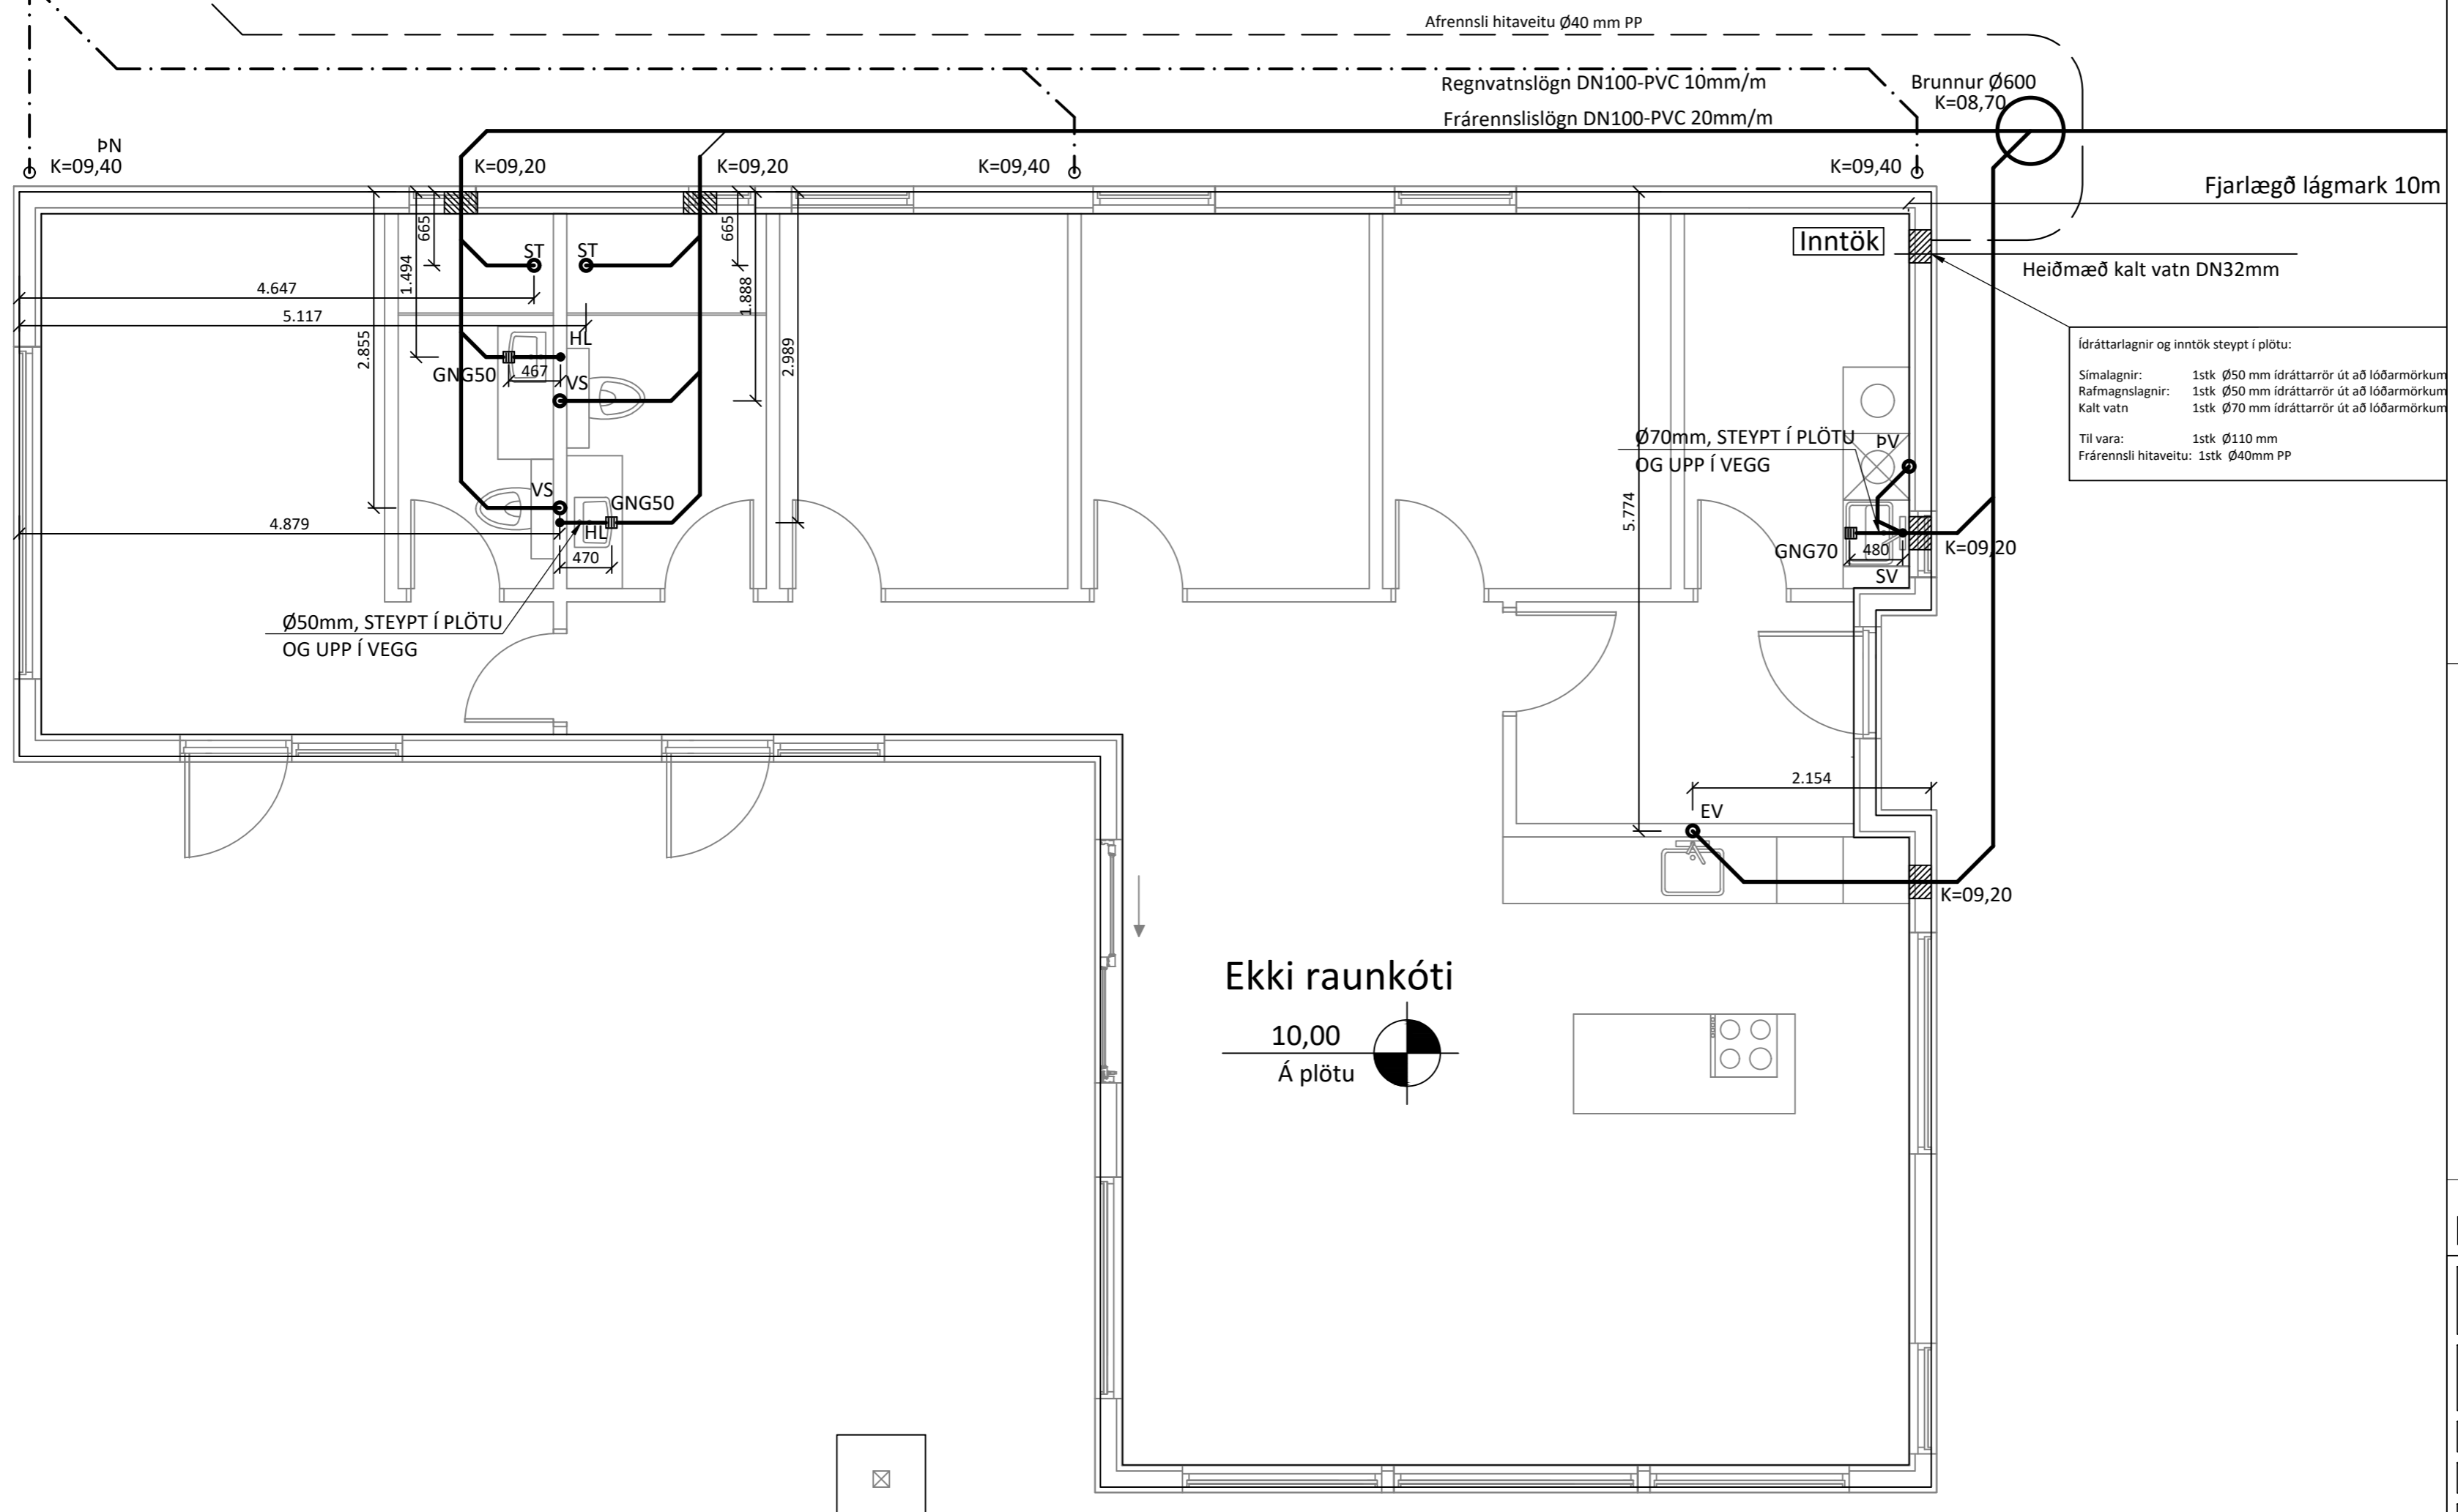 Afrennsli hitaveitu Ø40 mm PP
Regnvatnslögn DN100-PVC 10mm/m
Brunnur Ø600
K=08,70
Frárennslislögn DN100-PVC 20mm/m
ÞN
K=09,40
K=09,20
K=09,20
K=09,40
K=09,40
Fjarlægð lágmark 10m
665
665
ST
ST
Inntök
1.494
1.888
Heiðmæð kalt vatn DN32mm
4.647
5.117
2.855
HL
2.989
GNG50
467
VS
Ídráttarlagnir og inntök steypt í plötu:
Símalagnir: 1stk Ø50 mm ídráttarrör út að lóðarmörkum
Rafmagnslagnir: 1stk Ø50 mm ídráttarrör út að lóðarmörkum
Kalt vatn 1stk Ø70 mm ídráttarrör út að lóðarmörkum
Til vara: 1stk Ø110 mm
Frárennsli hitaveitu: 1stk Ø40mm PP
Ø70mm, STEYPT Í PLÖTU
OG UPP Í VEGG
ÞV
VS
GNG50
4.879
HL
470
5.774
GNG70
480
SV
K=09,20
Ø50mm, STEYPT Í PLÖTU
OG UPP Í VEGG
2.154
EV
K=09,20
Ekki raunkóti
10,00
Á plötu